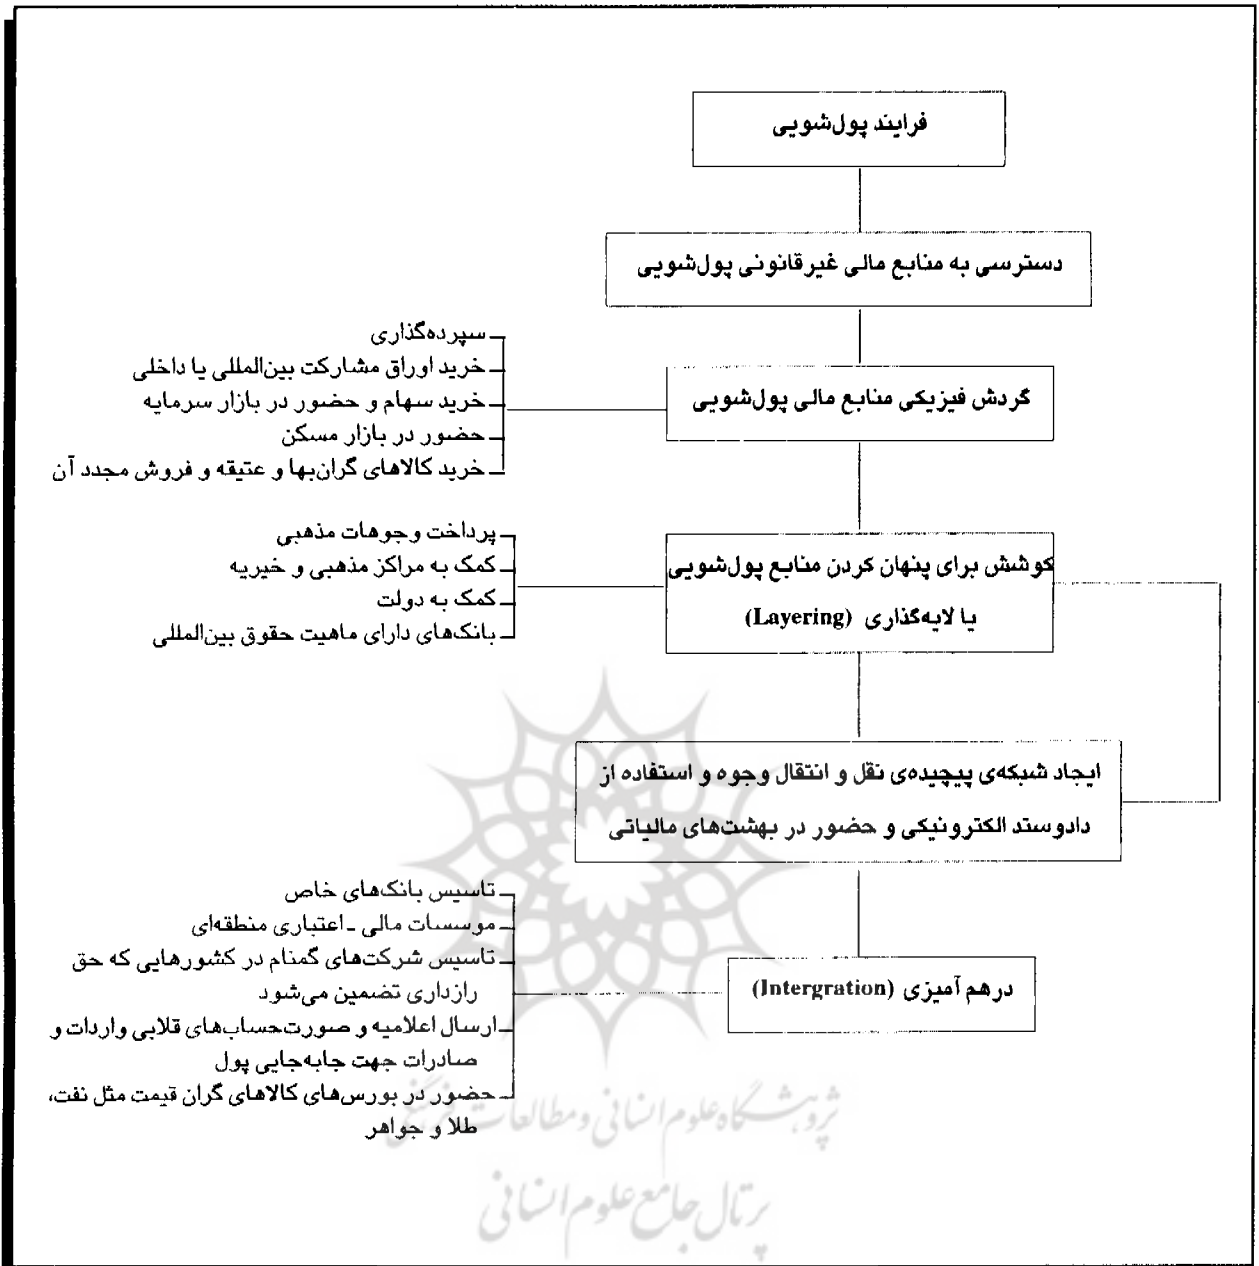 فرایند پول‌شویی
دسترسی به منابع مالی غیرقانونی پول‌شویی
گردش فیزیکی منابع مالی پول‌شویی
ـ سپرده‌گذاری
ـ خرید اوراق مشارکت بین‌المللی یا داخلی
ـ خرید سهام و حضور در بازار سرمایه
ـ حضور در بازار مسکن
ـ خرید کالاهای گران‌بها و عتیقه و فروش مجدد آن
کوشش برای پنهان کردن منابع پول‌شویی
یا لایه‌گذاری (Layering)
ـ پرداخت وجوهات مذهبی
ـ کمک به مراکز مذهبی و خیریه
ـ کمک به دولت
ـ بانک‌های دارای ماهیت حقوق بین‌المللی
ایجاد شبکه‌ی پیچیده‌ی نقل و انتقال وجوه و استفاده از
دادوستد الکترونیکی و حضور در بهشت‌های مالیاتی
درهم آمیزی (Intergration)
ـ تاسیس بانک‌های خاص
ـ موسسات مالی ـ اعتباری منطقه‌ای
ـ تاسیس شرکت‌های گمنام در کشورهایی که حق
رازداری تضمین می‌شود
ـ ارسال اعلامیه و صورت‌حساب‌های قلابی واردات و
صادرات جهت جابه‌جایی پول
ـ حضور در بورس‌های کالاهای گران قیمت مثل نفت،
طلا و جواهر
پژوهشگاه علوم انسانی و مطالعات فرهنگی
پرتال جامع علوم انسانی